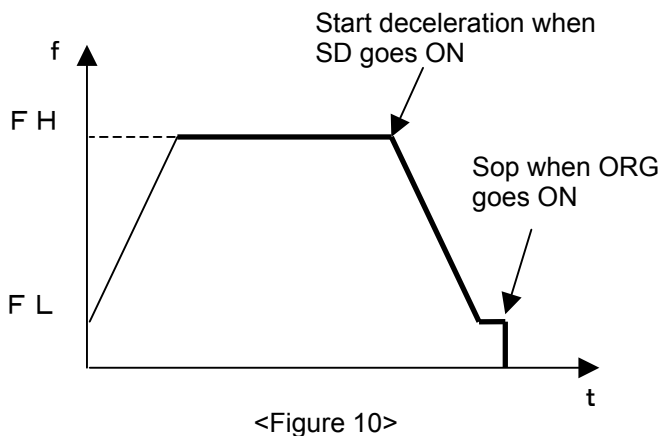 Start deceleration when
SD goes ON
f
F H
Sop when ORG
goes ON
F L
t
<Figure 10>